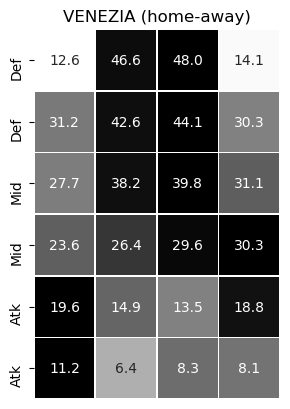 VENEZIA (home-away)
Def 12.6 46.6 48.0 14.1
Def 31.2 42.6 44.1 30.3
Mid 27.7 38.2 39.8 31.1
Mid 23.6 26.4 29.6 30.3
Atk 19.6 14.9 13.5 18.8
Atk 11.2 6.4 8.3 8.1